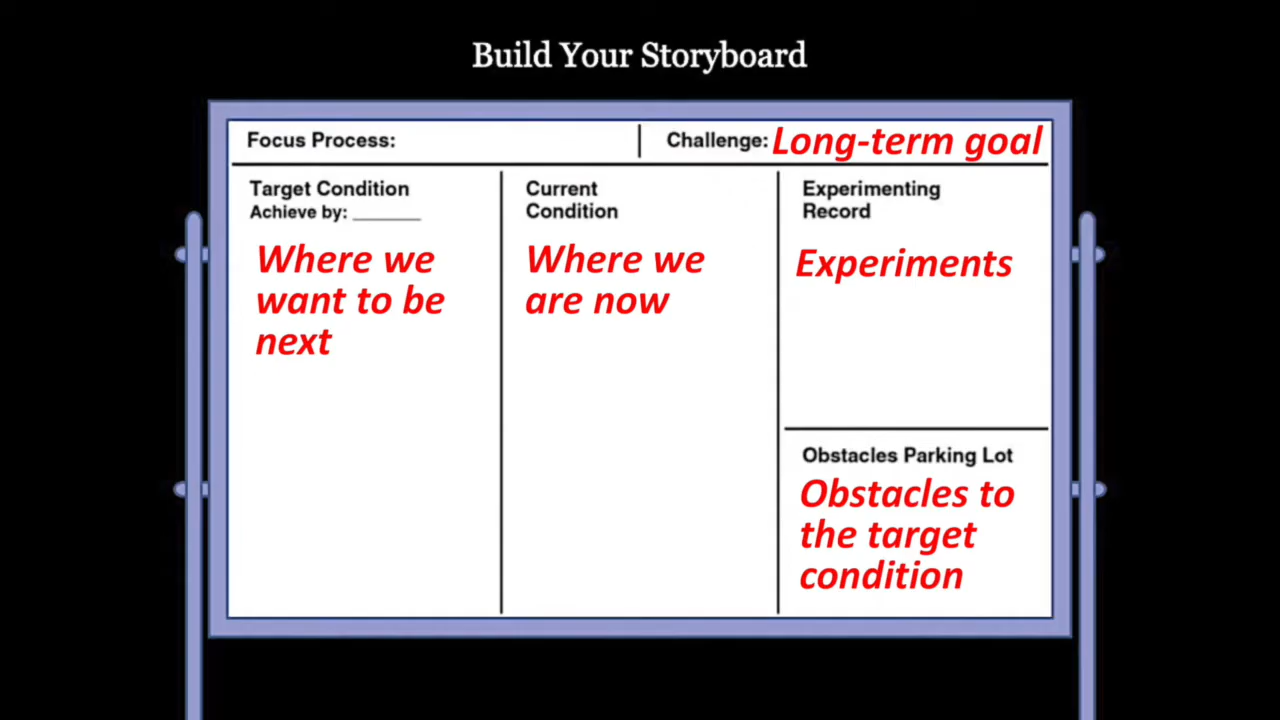 Build Your Storyboard
Focus Process:
Challenge: Long-term goal
Target Condition
Achieve by: ______
Where we
want to be
next
Current
Condition
Where we
are now
Experimenting
Record
Experiments
Obstacles Parking Lot
Obstacles to
the target
condition